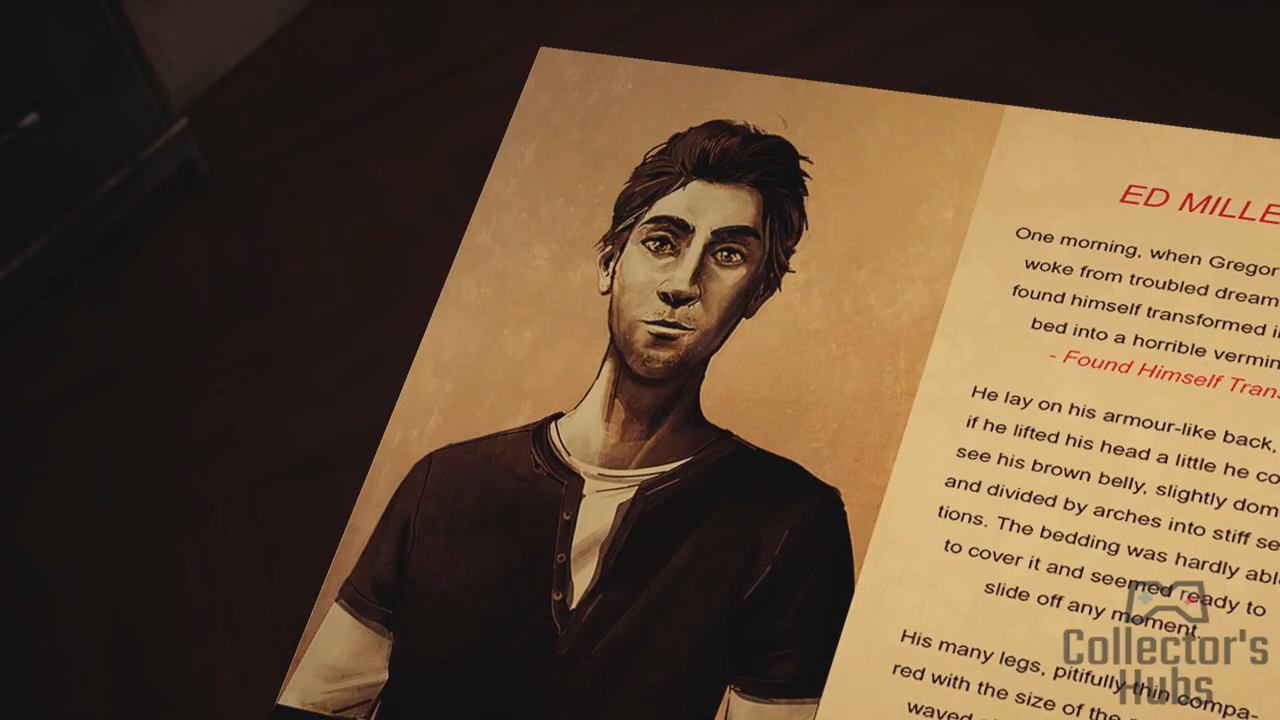 ED MILLE
One morning, when Gregor
woke from troubled dream
found himself transformed i
bed into a horrible vermin
- Found Himself Tran
He lay on his armour-like back,
if he lifted his head a little he co
see his brown belly, slightly dom
and divided by arches into stiff se
tions. The bedding was hardly abl
to cover it and seemed ready to
slide off any moment.
His many legs, pitifully thin compa-
red with the size of the
waved
Collector's
Hubs